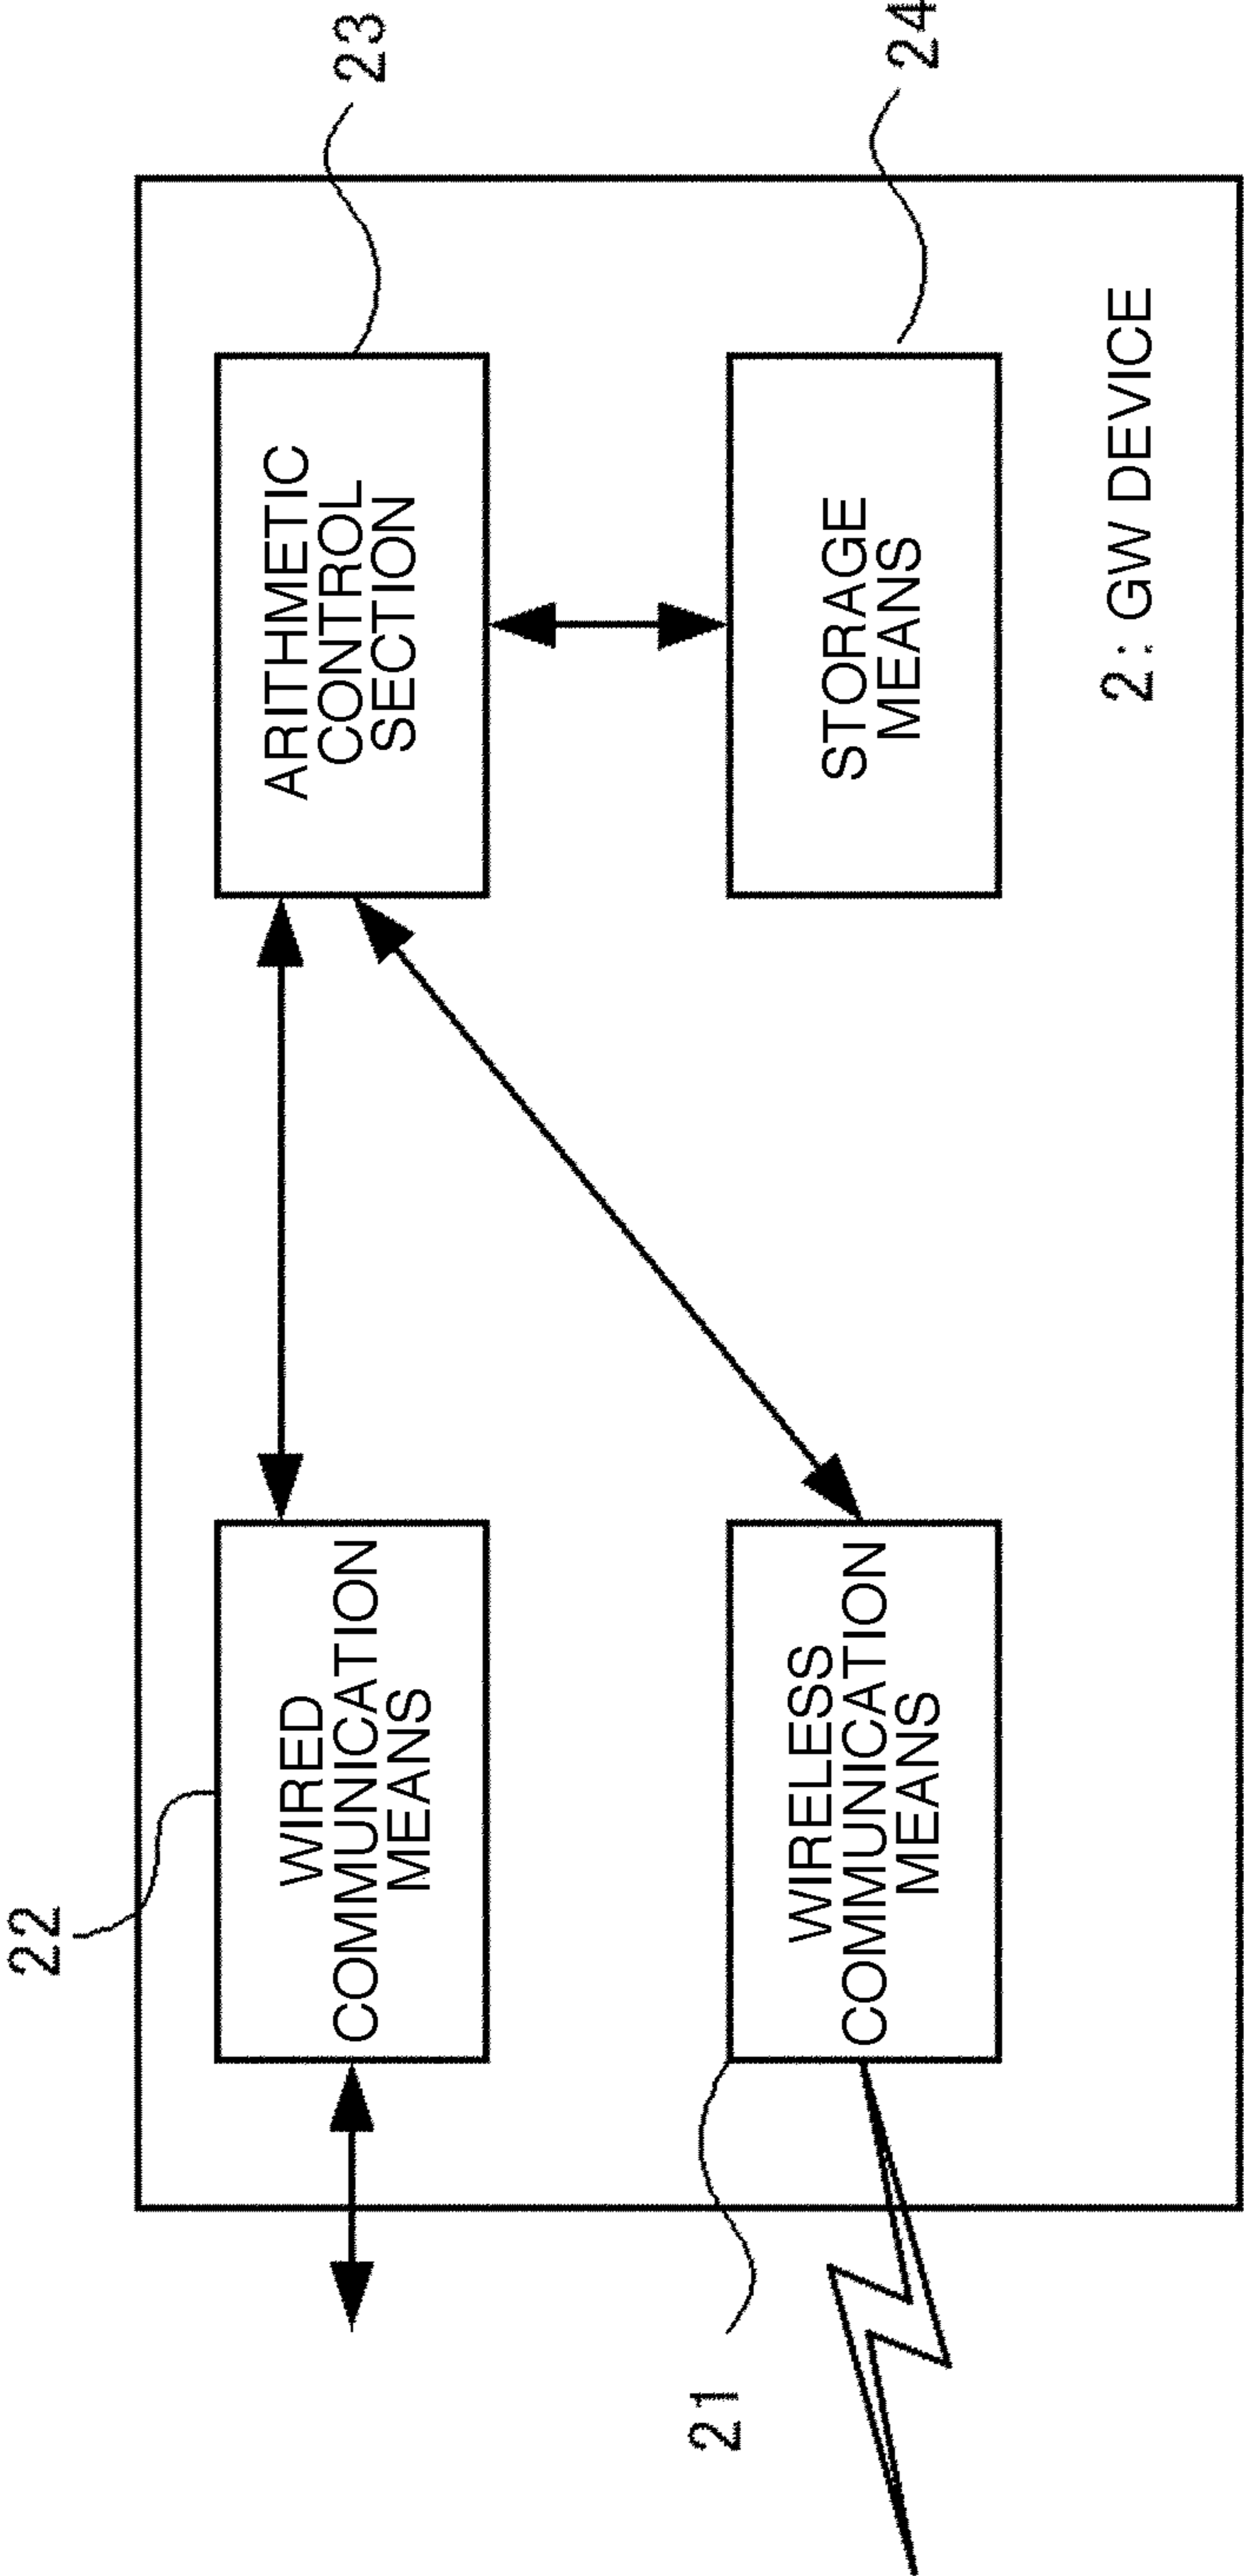 22
WIRED
COMMUNICATION
MEANS
23
ARITHMETIC
CONTROL
SECTION
21
WIRELESS
COMMUNICATION
MEANS
24
STORAGE
MEANS
2: GW DEVICE